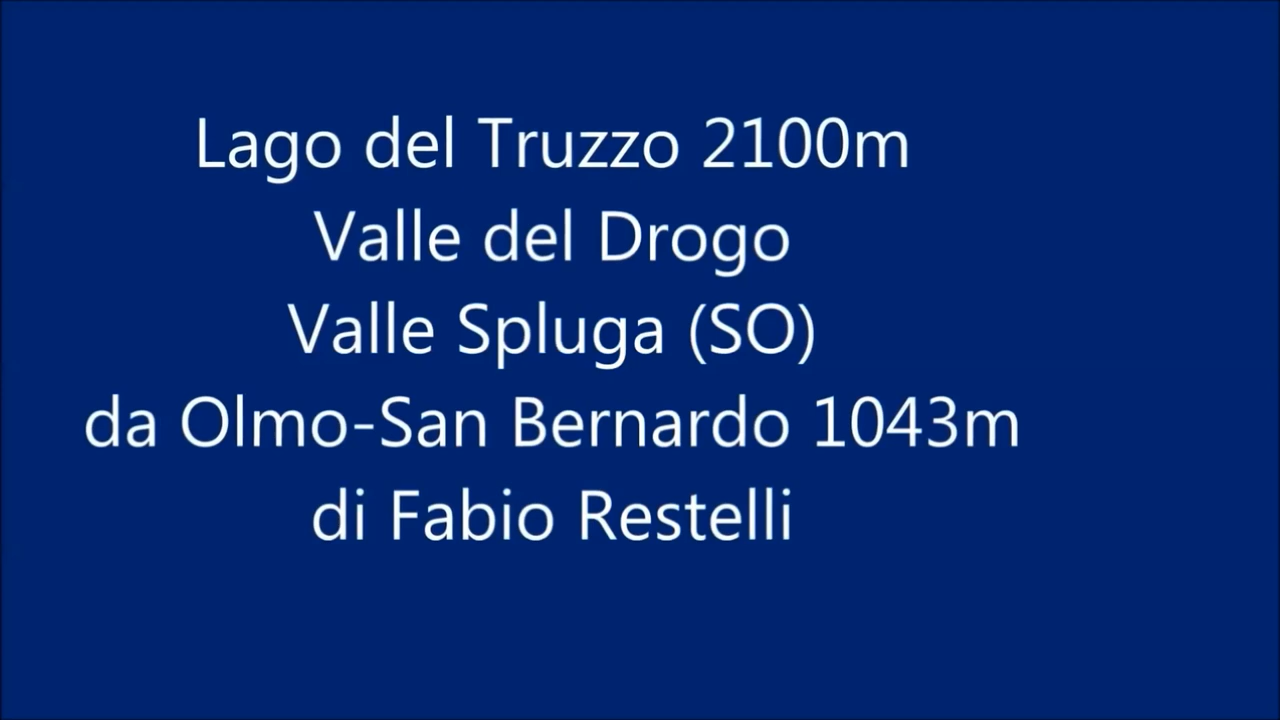 Lago del Truzzo 2100m
Valle del Drogo
Valle Spluga (SO)
da Olmo-San Bernardo 1043m
di Fabio Restelli